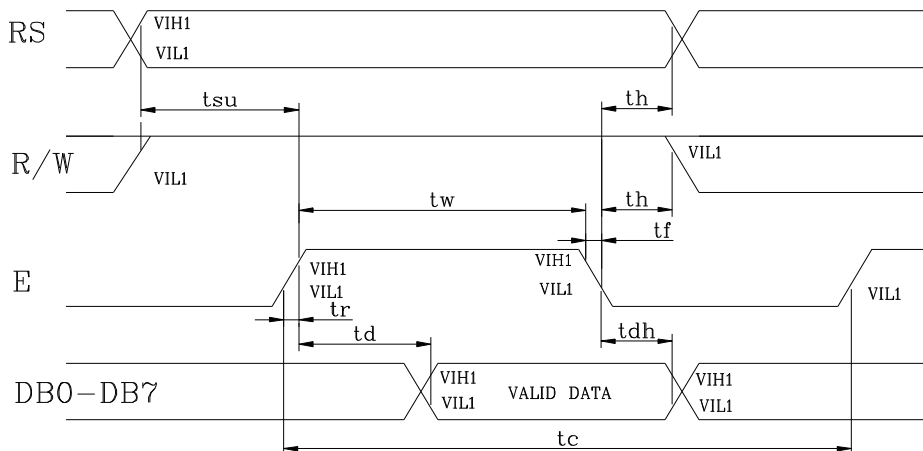 RS
VIH1
VIL1
tsu
th
R/W
VIL1
VIL1
tw
th
tf
E
VIH1
VIL1
VIH1
VIL1
VIL1
tr
td
tdh
DB0-DB7
VIH1
VIL1
VALID DATA
VIH1
VIL1
tc